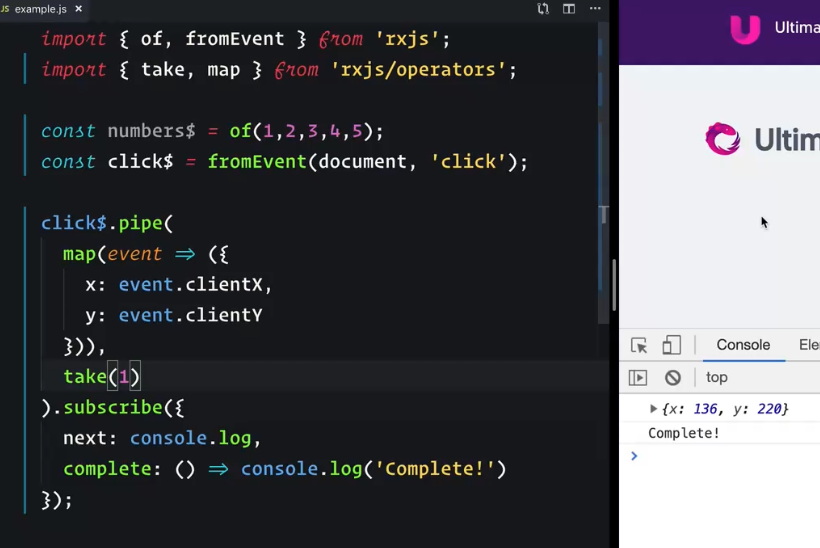 JS example.js ×
import { of, fromEvent } from 'rxjs';
import { take, map } from 'rxjs/operators';
const numbers$ = of(1,2,3,4,5);
const click$ = fromEvent(document, 'click');
click$.pipe(
map(event => ({
x: event.clientX,
y: event.clientY
})),
take(1)
).subscribe({
next: console.log,
complete: () => console.log('Complete!')
});
Ultima
Ultim
Console Ele
top
{x: 136, y: 220}
Complete!